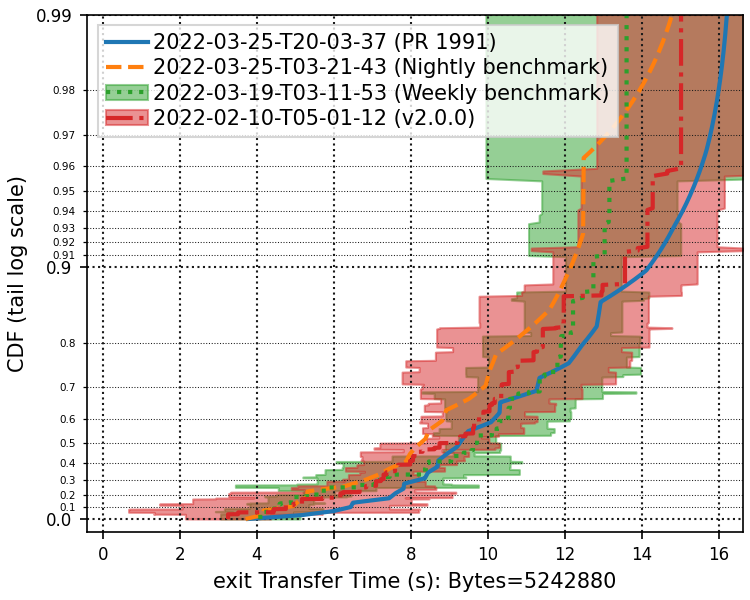 0.99
2022-03-25-T20-03-37 (PR 1991)
2022-03-25T03-21-43 (Nightly benchmark)
2022-03-19-T03-11-53 (Weekly benchmark)
2022-02-10-T05-01-12 (v2.0.0)
0.98
0.97
0.96
0.95
0.94
0.93
0.92
0.91
0.9
0.8
0.7
0.6
0.5
0.4
0.3
0.2
0.1
0.0
CDF (tail log scale)
0 2 4 6 8 10 12 14 16
exit Transfer Time (s): Bytes=5242880